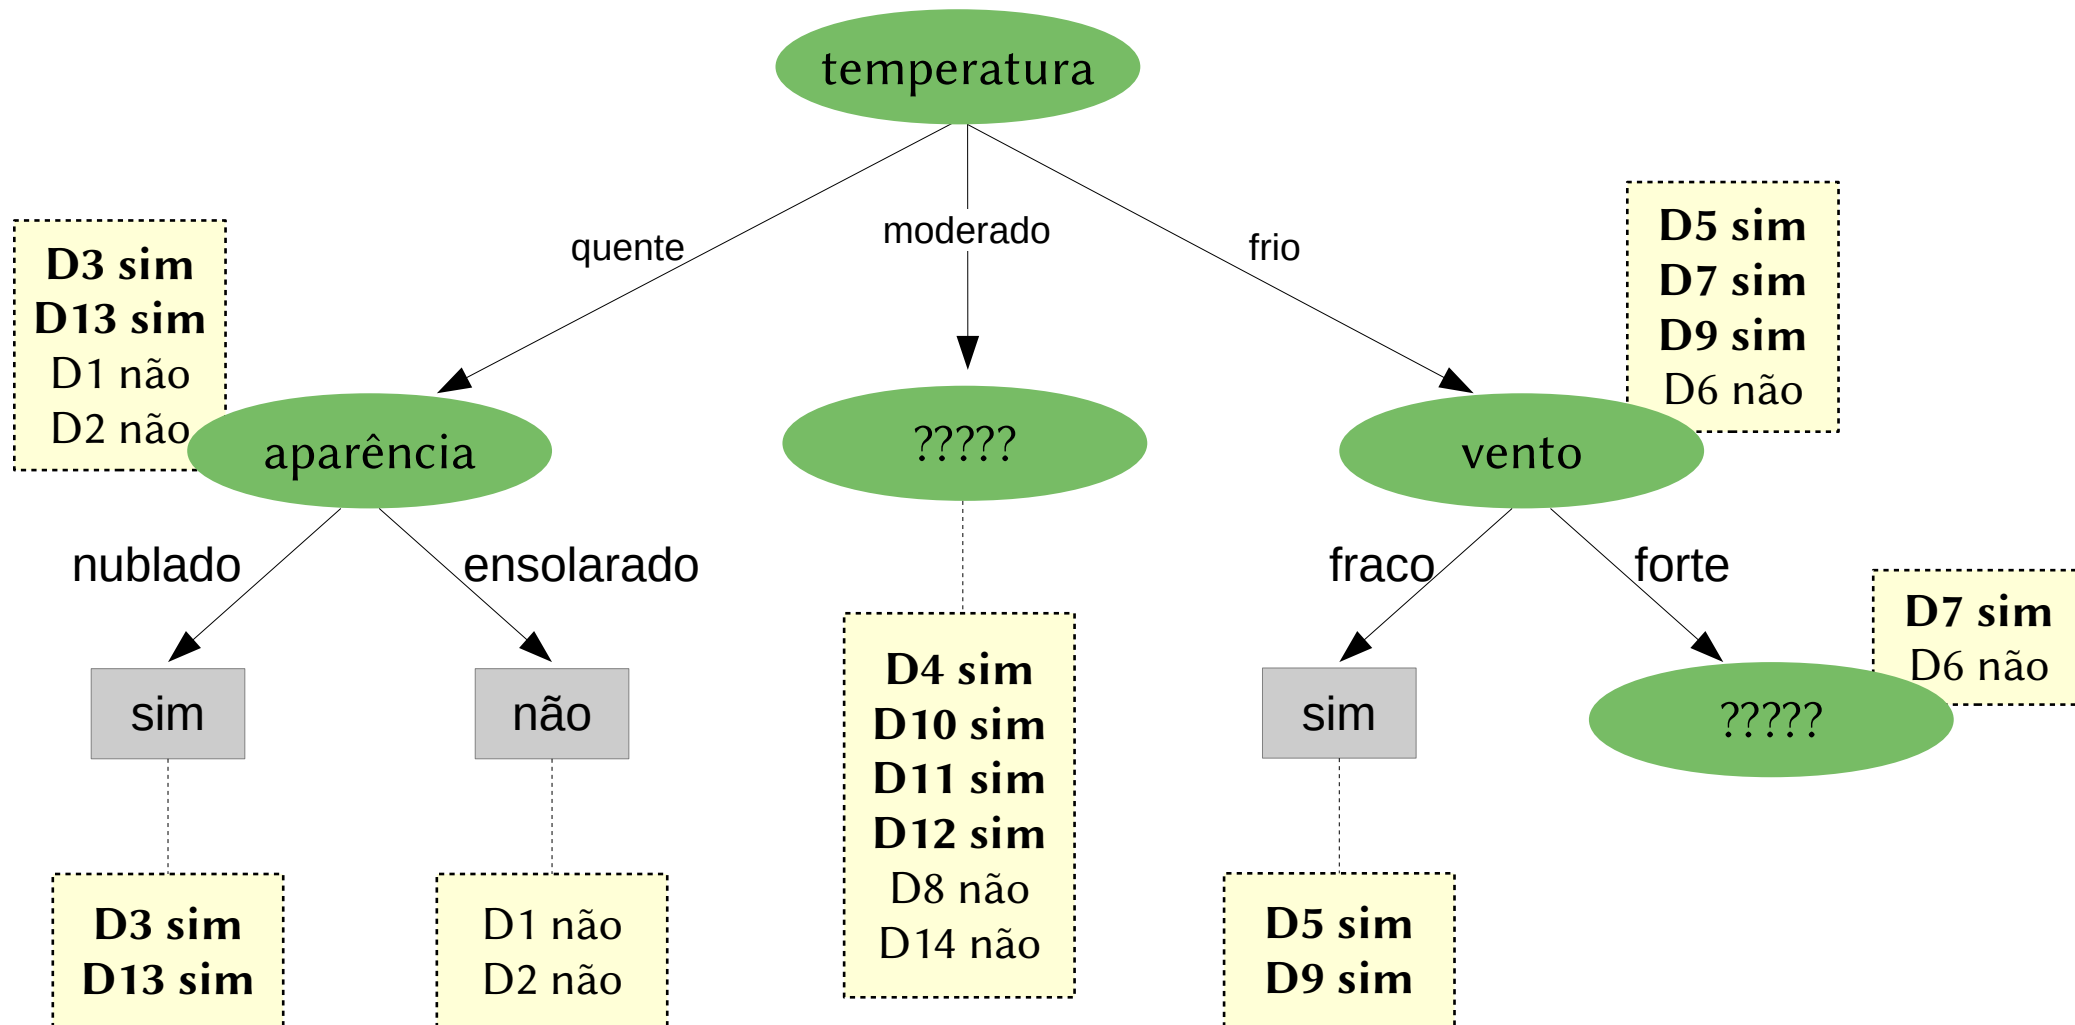 temperatura
quente
moderado
frio
D3 sim
D13 sim
D1 não
D2 não
D5 sim
D7 sim
D9 sim
D6 não
aparência
?????
vento
nublado
ensolarado
fraco
forte
D7 sim
D6 não
sim
não
D4 sim
D10 sim
D11 sim
D12 sim
D8 não
D14 não
sim
?????
D3 sim
D13 sim
D1 não
D2 não
D5 sim
D9 sim